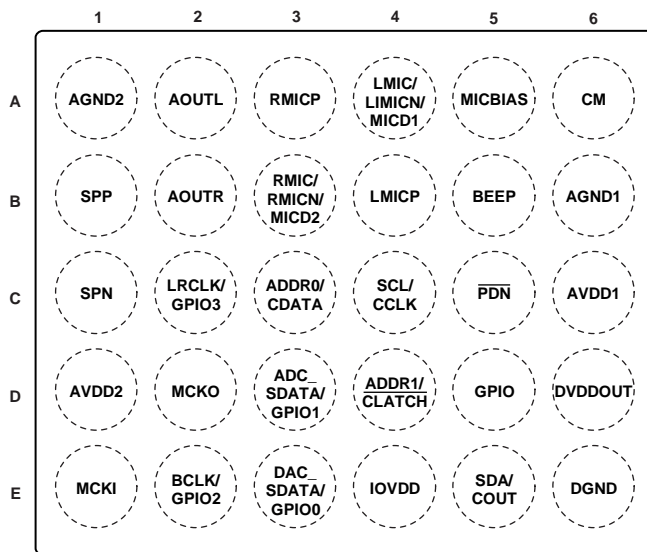 1 2 3 4 5 6
A
AGND2
AOUTL
RMICP
LMIC/
LIMICN/
MICD1
MICBIAS
CM
B
SPP
AOUTR
RMIC/
RMICN/
MICD2
LMICP
BEEP
AGND1
C
SPN
LRCLK/
GPIO3
ADDR0/
CDATA
SCL/
CCLK
PDN
AVDD1
D
AVDD2
MCKO
ADC_
SDATA/
GPIO1
ADDR1/
CLATCH
GPIO
DVDDOUT
E
MCKI
BCLK/
GPIO2
DAC_
SDATA/
GPIO0
IOVDD
SDA/
COUT
DGND